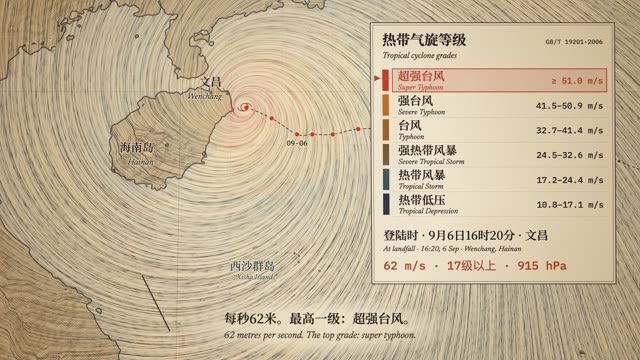 文昌
Wenchang
海南岛
Hainan
09-06
西沙群岛
Xisha Islands
热带气旋等级
GB/T 19201-2006
Tropical cyclone grades
超强台风
Super Typhoon
≥ 51.0 m/s
强台风
Severe Typhoon
41.5–50.9 m/s
台风
Typhoon
32.7–41.4 m/s
强热带风暴
Severe Tropical Storm
24.5–32.6 m/s
热带风暴
Tropical Storm
17.2–24.4 m/s
热带低压
Tropical Depression
10.8–17.1 m/s
登陆时 · 9月6日16时20分 · 文昌
At landfall · 16:20, 6 Sep · Wenchang, Hainan
62 m/s · 17级以上 · 915 hPa
每秒62米。最高一级：超强台风。
62 metres per second. The top grade: super typhoon.